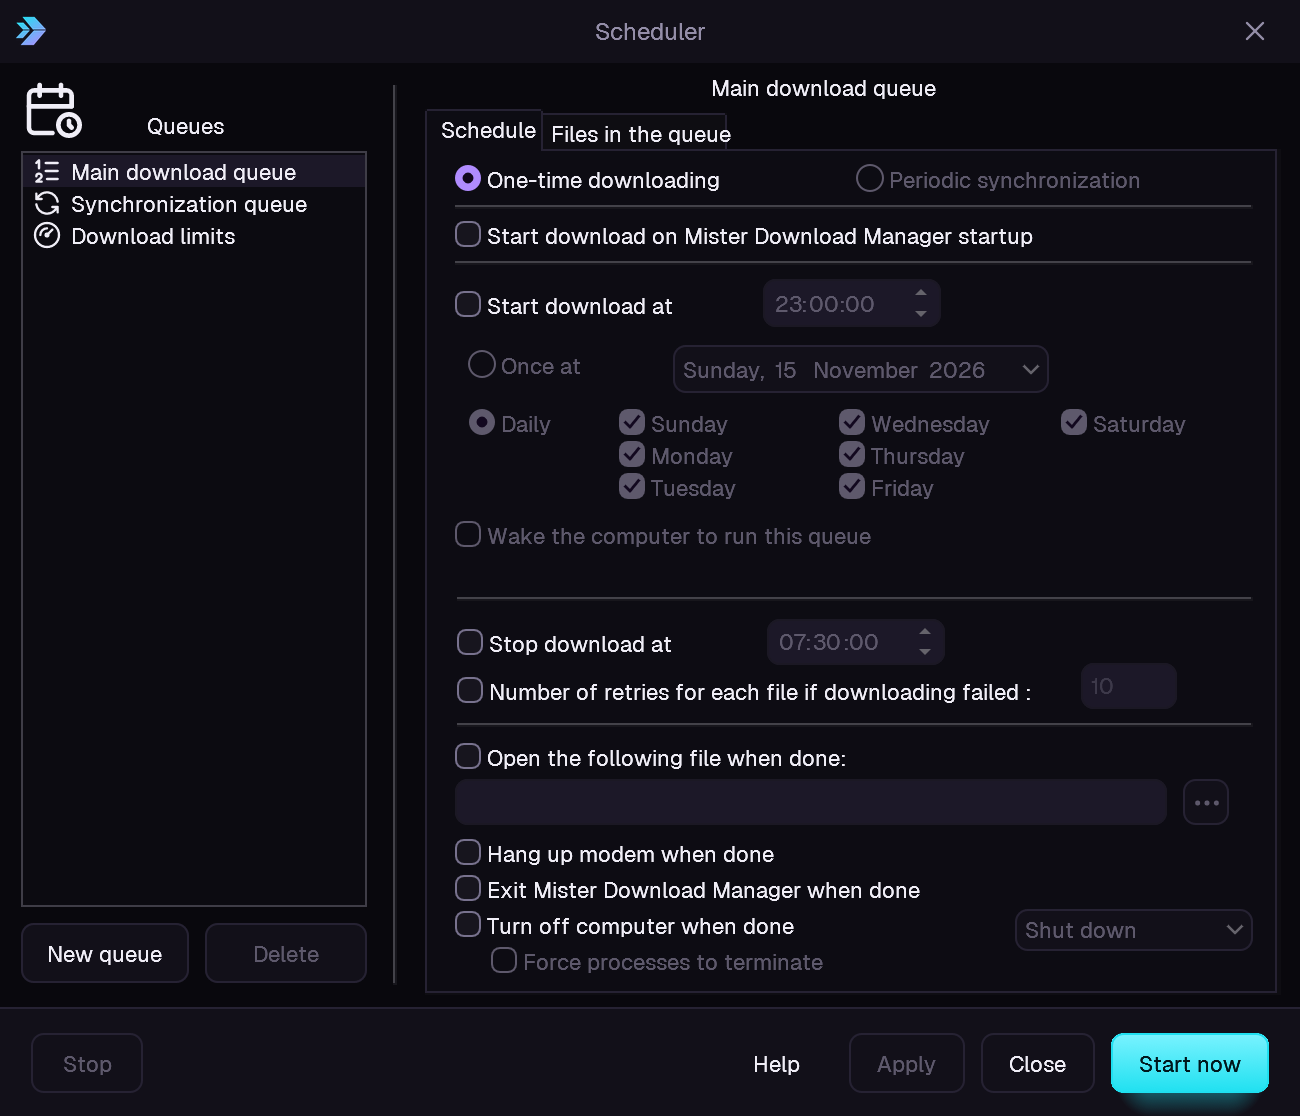 Scheduler
Queues
Main download queue
Synchronization queue
Download limits
New queue
Delete
Main download queue
Schedule
Files in the queue
One-time downloading
Periodic synchronization
Start download on Mister Download Manager startup
Start download at
23:00:00
Once at
Sunday, 15 November 2026
Daily
Sunday
Wednesday
Saturday
Monday
Thursday
Tuesday
Friday
Wake the computer to run this queue
Stop download at
07:30:00
Number of retries for each file if downloading failed :
10
Open the following file when done:
Hang up modem when done
Exit Mister Download Manager when done
Turn off computer when done
Shut down
Force processes to terminate
Stop
Help
Apply
Close
Start now